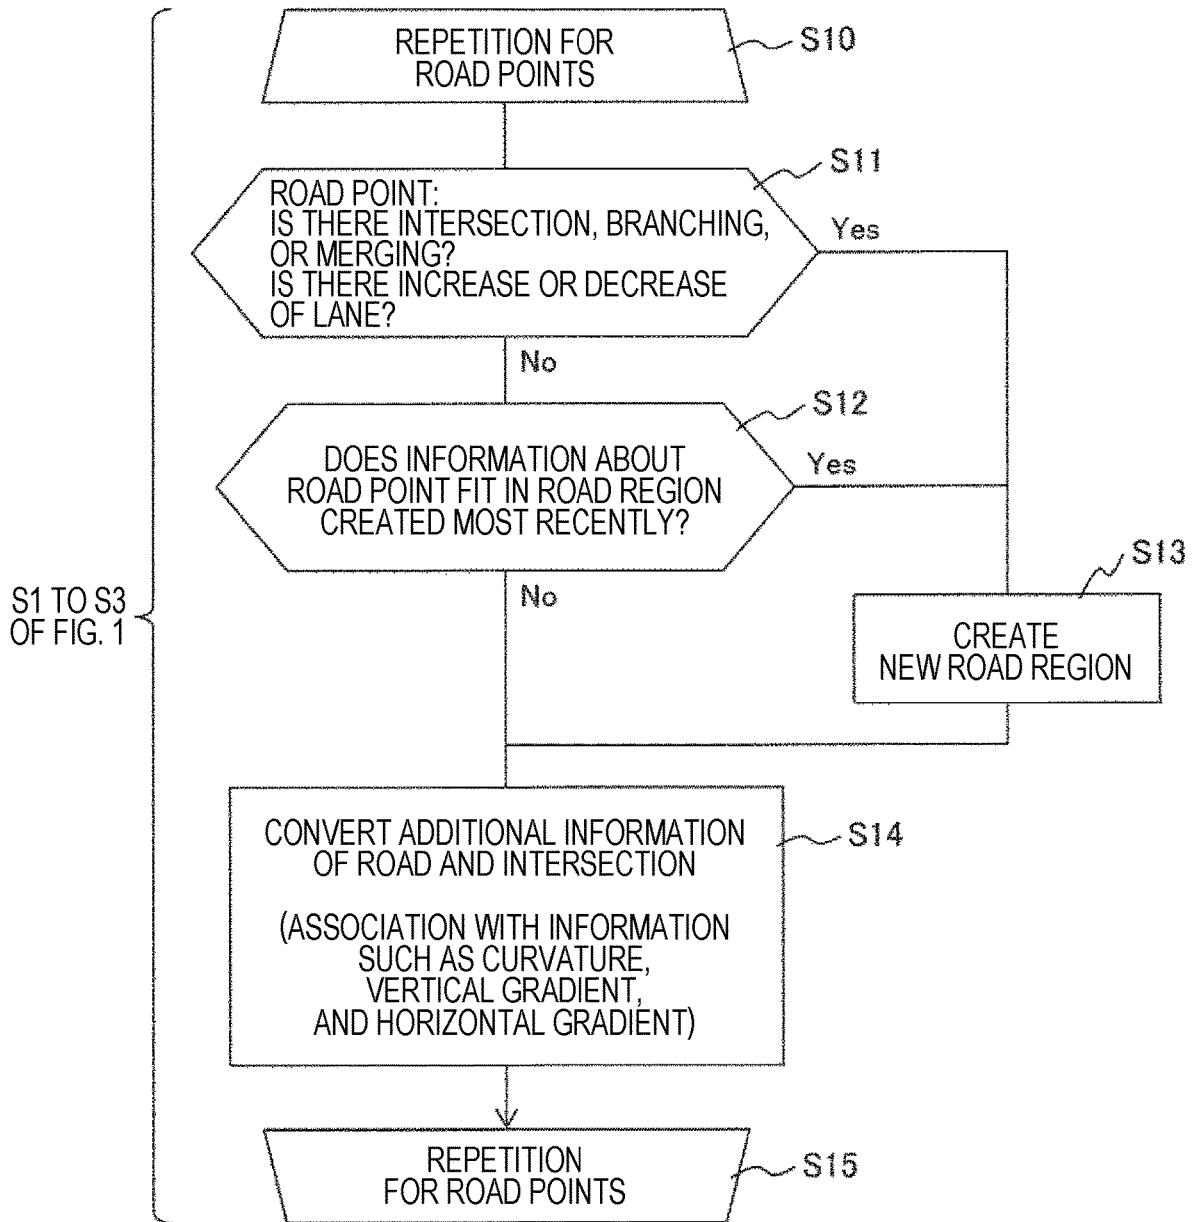 REPETITION FOR
ROAD POINTS
S10
S11
ROAD POINT:
IS THERE INTERSECTION, BRANCHING,
OR MERGING?
IS THERE INCREASE OR DECREASE
OF LANE?
Yes
No
S12
DOES INFORMATION ABOUT
ROAD POINT FIT IN ROAD REGION
CREATED MOST RECENTLY?
Yes
No
S13
CREATE
NEW ROAD REGION
S1 TO S3
OF FIG. 1
CONVERT ADDITIONAL INFORMATION
OF ROAD AND INTERSECTION
(ASSOCIATION WITH INFORMATION
SUCH AS CURVATURE,
VERTICAL GRADIENT,
AND HORIZONTAL GRADIENT)
S14
REPETITION
FOR ROAD POINTS
S15